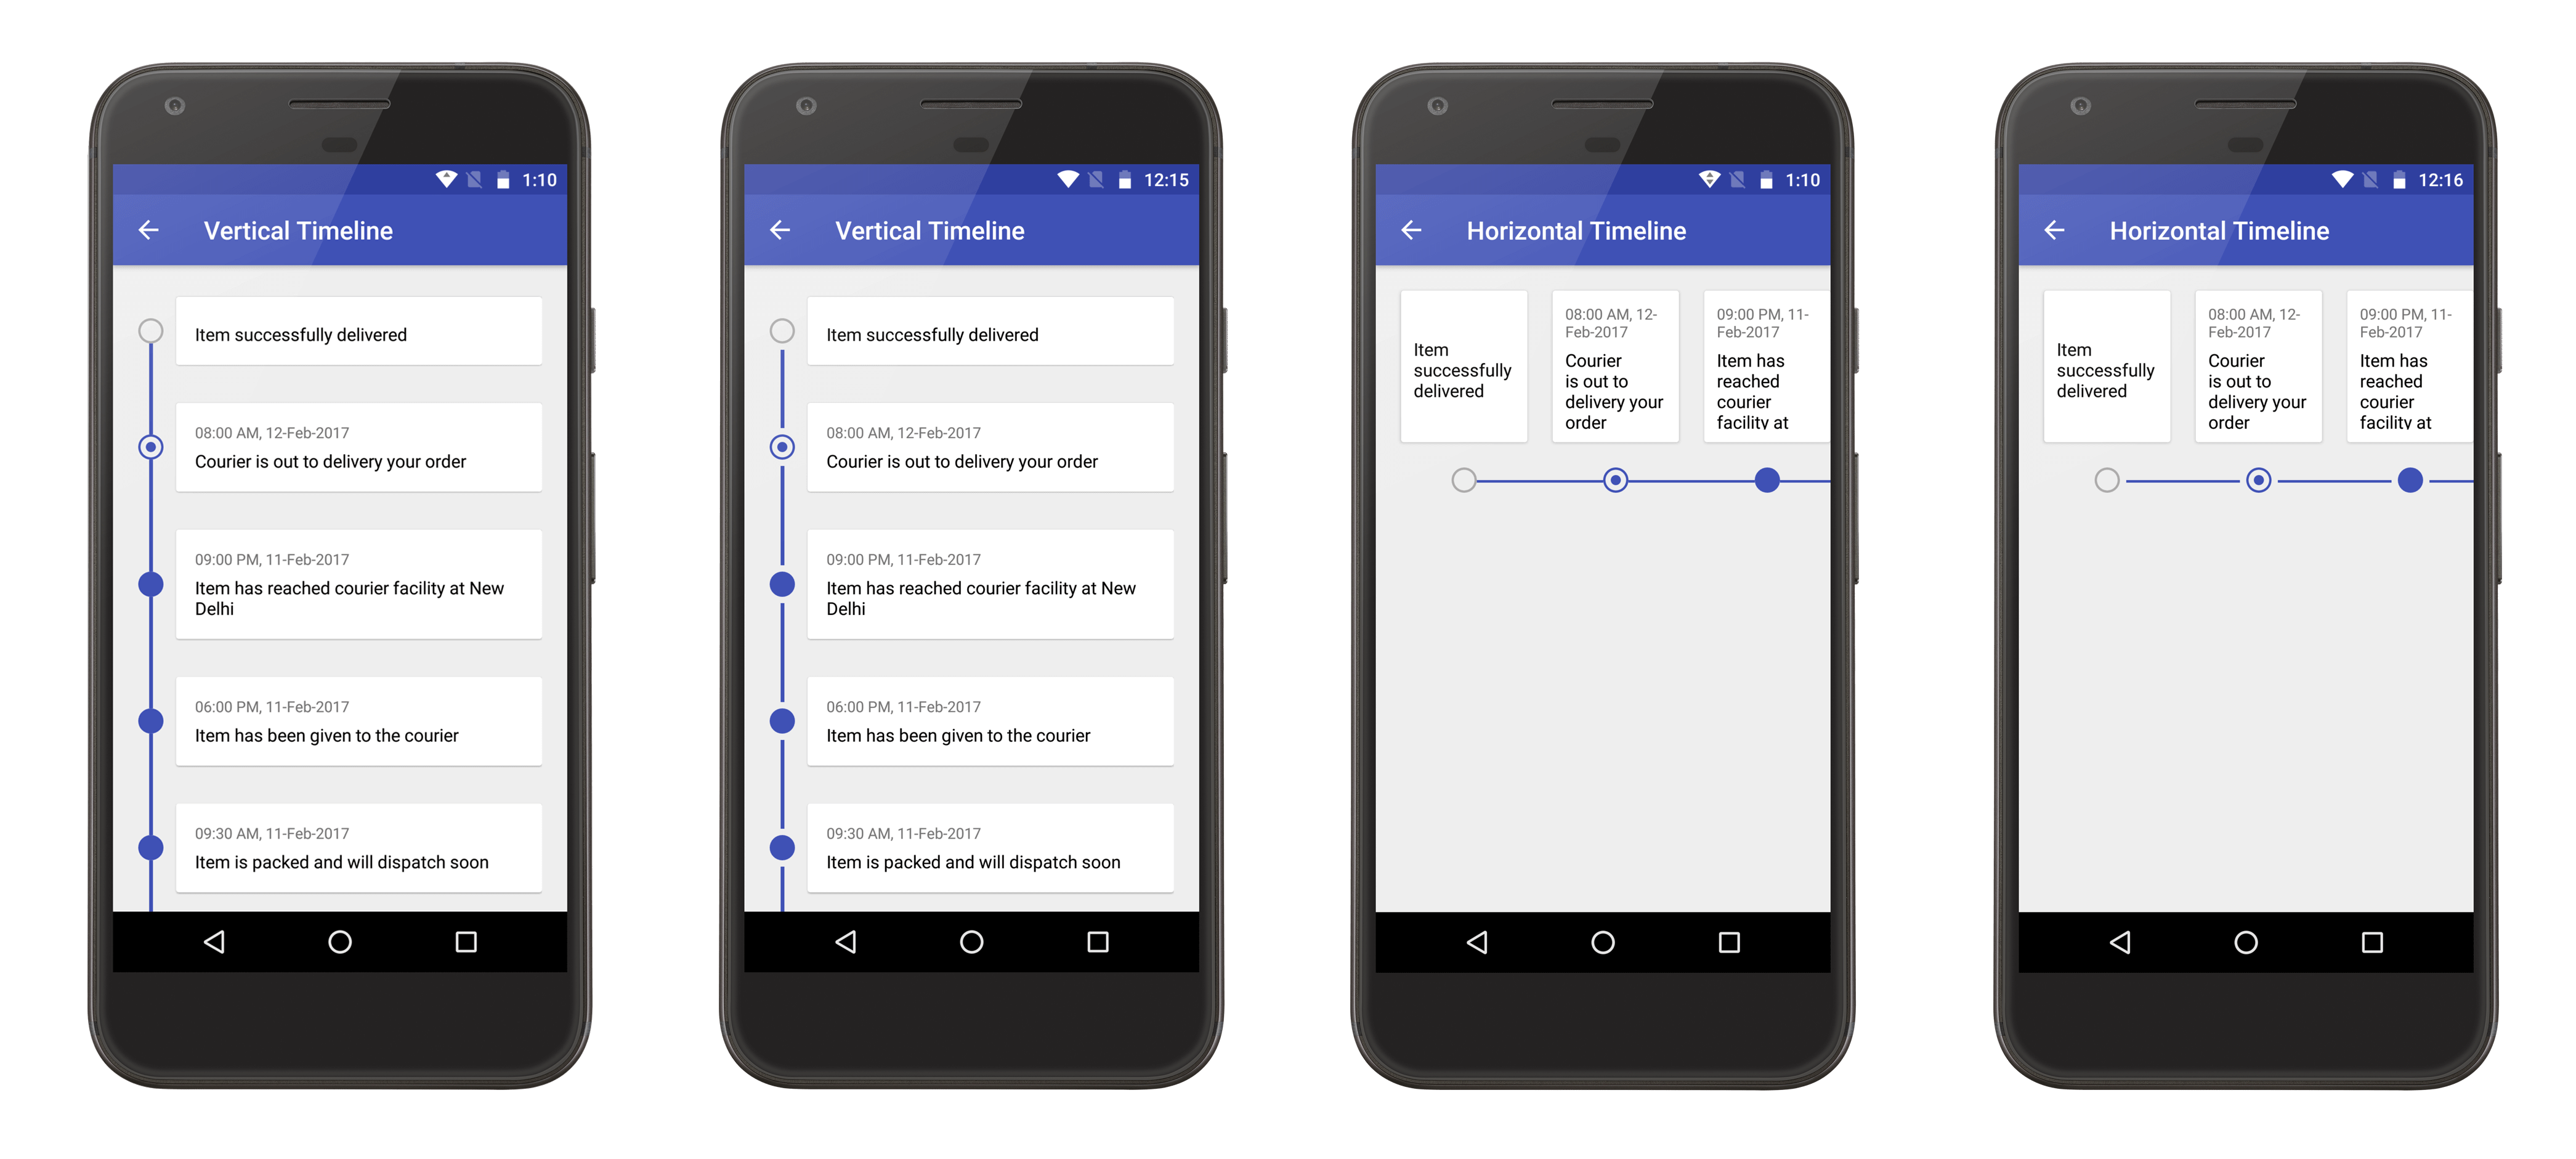 1:10
Vertical Timeline
Item successfully delivered
08:00 AM, 12-Feb-2017
Courier is out to delivery your order
09:00 PM, 11-Feb-2017
Item has reached courier facility at New
Delhi
06:00 PM, 11-Feb-2017
Item has been given to the courier
09:30 AM, 11-Feb-2017
Item is packed and will dispatch soon
12:15
Vertical Timeline
Item successfully delivered
08:00 AM, 12-Feb-2017
Courier is out to delivery your order
09:00 PM, 11-Feb-2017
Item has reached courier facility at New
Delhi
06:00 PM, 11-Feb-2017
Item has been given to the courier
09:30 AM, 11-Feb-2017
Item is packed and will dispatch soon
1:10
Horizontal Timeline
Item
successfully
delivered
08:00 AM, 12-
Feb-2017
Courier
is out to
delivery your
order
09:00 PM, 11-
Feb-2017
Item has
reached
courier
facility at
12:16
Horizontal Timeline
Item
successfully
delivered
08:00 AM, 12-
Feb-2017
Courier
is out to
delivery your
order
09:00 PM, 11-
Feb-2017
Item has
reached
courier
facility at